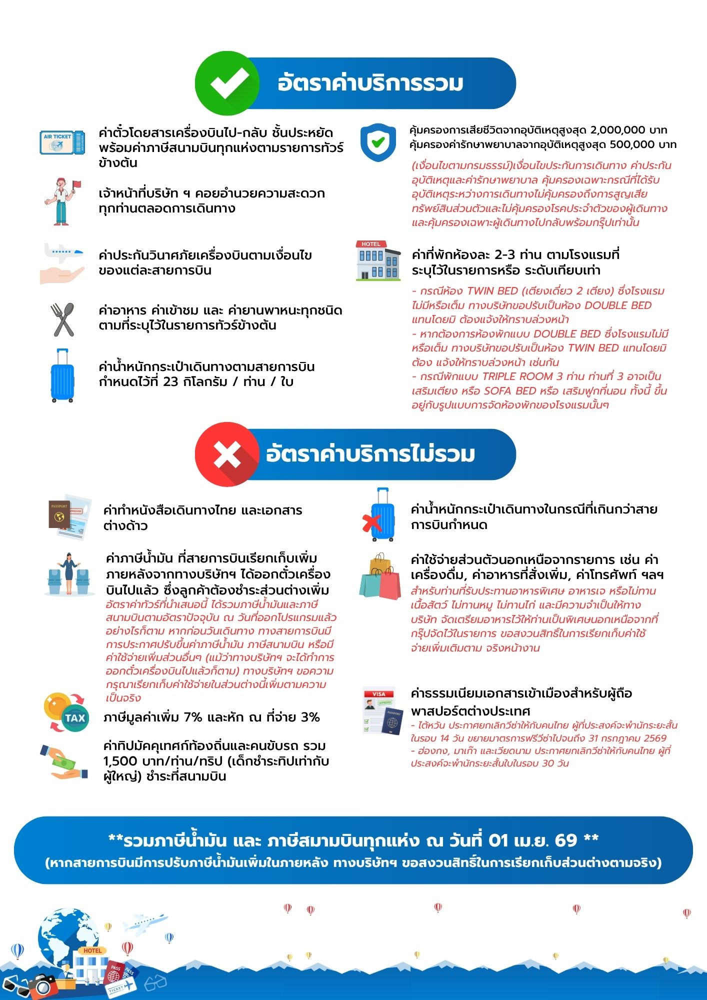 อัตราค่าบริการรวม
AIR TICKET
ค่าตั๋วโดยสารเครื่องบินไป-กลับ ชั้นประหยัด
พร้อมค่าภาษีสนามบินทุกแห่งตามรายการทัวร์
ข้างต้น
เจ้าหน้าที่บริษัท ฯ คอยอำนวยความสะดวก
ทุกท่านตลอดการเดินทาง
ค่าประกันวินาศภัยเครื่องบินตามเงื่อนไข
ของแต่ละสายการบิน
ค่าอาหาร ค่าเข้าชม และ ค่ายานพาหนะทุกชนิด
ตามที่ระบุไว้ในรายการทัวร์ข้างต้น
ค่าน้ำหนักกระเป๋าเดินทางตามสายการบิน
กำหนดไว้ที่ 23 กิโลกรัม / ท่าน / ใบ
คุ้มครองการเสียชีวิตจากอุบัติเหตุสูงสุด 2,000,000 บาท
คุ้มครองค่ารักษาพยาบาลจากอุบัติเหตุสูงสุด 500,000 บาท
(เงื่อนไขตามกรมธรรม์)เงื่อนไขประกันการเดินทาง ค่าประกัน
อุบัติเหตุและค่ารักษาพยาบาล คุ้มครองเฉพาะกรณีที่ได้รับ
อุบัติเหตุระหว่างการเดินทางไม่คุ้มครองถึงการสูญเสีย
ทรัพย์สินส่วนตัวและไม่คุ้มครองโรคประจำตัวของผู้เดินทาง
และคุ้มครองเฉพาะผู้เดินทางไปกลับพร้อมกรุ๊ปเท่านั้น
HOTEL
ค่าที่พักห้องละ 2-3 ท่าน ตามโรงแรมที่
ระบุไว้ในรายการหรือ ระดับเทียบเท่า
- กรณีห้อง TWIN BED (เตียงเดี่ยว 2 เตียง) ซึ่งโรงแรม
ไม่มีหรือเต็ม ทางบริษัทขอปรับเป็นห้อง DOUBLE BED
แทนโดยมิ ต้องแจ้งให้ทราบล่วงหน้า
- หากต้องการห้องพักแบบ DOUBLE BED ซึ่งโรงแรมไม่มี
หรือเต็ม ทางบริษัทขอปรับเป็นห้อง TWIN BED แทนโดยมิ
ต้อง แจ้งให้ทราบล่วงหน้า เช่นกัน
- กรณีพักแบบ TRIPLE ROOM 3 ท่าน ท่านที่ 3 อาจเป็น
เสริมเตียง หรือ SOFA BED หรือ เสริมฟูกที่นอน ทั้งนี้ ขึ้น
อยู่กับรูปแบบการจัดห้องพักของโรงแรมนั้นๆ
อัตราค่าบริการไม่รวม
PASSPORT
APPROVED
ค่าทำหนังสือเดินทางไทย และเอกสาร
ต่างด้าว
ค่าภาษีน้ำมัน ที่สายการบินเรียกเก็บเพิ่ม
ภายหลังจากทางบริษัทฯ ได้ออกตั๋วเครื่อง
บินไปแล้ว ซึ่งลูกค้าต้องชำระส่วนต่างเพิ่ม
อัตราค่าทัวร์ที่นำเสนอนี้ ได้รวมภาษีน้ำมันและภาษี
สนามบินตามอัตราปัจจุบัน ณ วันที่ออกโปรแกรมแล้ว
อย่างไรก็ตาม หากก่อนวันเดินทาง ทางสายการบินมี
การประกาศปรับขึ้นค่าภาษีน้ำมัน ภาษีสนามบิน หรือมี
ค่าใช้จ่ายเพิ่มส่วนอื่นๆ (แม้ว่าทางบริษัทฯ จะได้ทำการ
ออกตั๋วเครื่องบินไปแล้วก็ตาม) ทางบริษัทฯ ขอความ
กรุณาเรียกเก็บค่าใช้จ่ายในส่วนต่างนี้เพิ่มตามความ
เป็นจริง
TAX
ภาษีมูลค่าเพิ่ม 7% และหัก ณ ที่จ่าย 3%
ค่าทิปมัคคุเทศก์ท้องถิ่นและคนขับรถ รวม
1,500 บาท/ท่าน/ทริป (เด็กชำระทิปเท่ากับ
ผู้ใหญ่) ชำระที่สนามบิน
ค่าน้ำหนักกระเป๋าเดินทางในกรณีที่เกินกว่าสาย
การบินกำหนด
ค่าใช้จ่ายส่วนตัวนอกเหนือจากรายการ เช่น ค่า
เครื่องดื่ม, ค่าอาหารที่สั่งเพิ่ม, ค่าโทรศัพท์ ฯลฯ
สำหรับท่านที่รับประทานอาหารพิเศษ อาหารเจ หรือไม่ทาน
เนื้อสัตว์ ไม่ทานหมู ไม่ทานไก่ และมีความจำเป็นให้ทาง
บริษัท จัดเตรียมอาหารไว้ให้ท่านเป็นพิเศษนอกเหนือจากที่
กรุ๊ปจัดไว้ในรายการ ขอสงวนสิทธิ์ในการเรียกเก็บค่าใช้
จ่ายเพิ่มเติมตาม จริงหน้างาน
VISA
APPROVED
PASSPORT
ค่าธรรมเนียมเอกสารเข้าเมืองสำหรับผู้ถือ
พาสปอร์ตต่างประเทศ
- ไต้หวัน ประกาศยกเลิกวีซ่าให้กับคนไทย ผู้ที่ประสงค์จะพำนักระยะสั้น
ในรอบ 14 วัน ขยายมาตรการฟรีวีซ่าไปจนถึง 31 กรกฎาคม 2569
- ฮ่องกง, มาเก๊า และเวียดนาม ประกาศยกเลิกวีซ่าให้กับคนไทย ผู้ที่
ประสงค์จะพำนักระยะสั้นใบในรอบ 30 วัน
**รวมภาษีน้ำมัน และ ภาษีสมามบินทุกแห่ง ณ วันที่ 01 เม.ย. 69 **
(หากสายการบินมีการปรับภาษีน้ำมันเพิ่มในภายหลัง ทางบริษัทฯ ขอสงวนสิทธิ์ในการเรียกเก็บส่วนต่างตามจริง)
HOTEL
PASS
PASS
TICKET